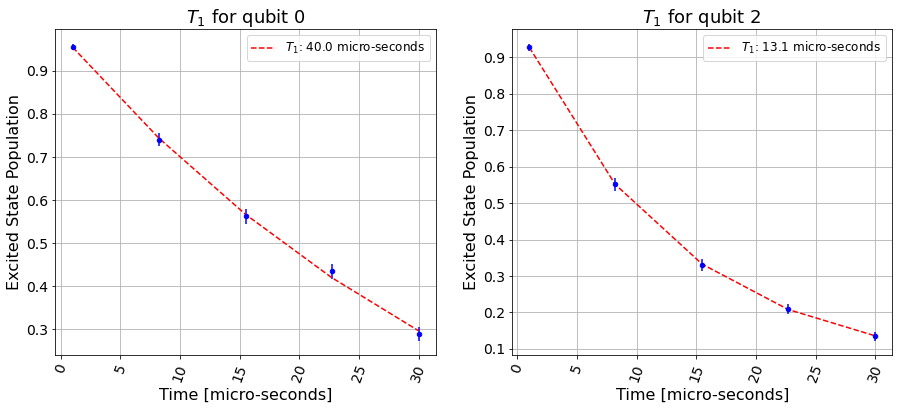 T₁ for qubit 0
Excited State Population
0.9
0.8
0.7
0.6
0.5
0.4
0.3
T₁: 40.0 micro-seconds
0 5 10 15 20 25 30
Time [micro-seconds]
T₁ for qubit 2
Excited State Population
0.9
0.8
0.7
0.6
0.5
0.4
0.3
0.2
0.1
T₁: 13.1 micro-seconds
0 5 10 15 20 25 30
Time [micro-seconds]